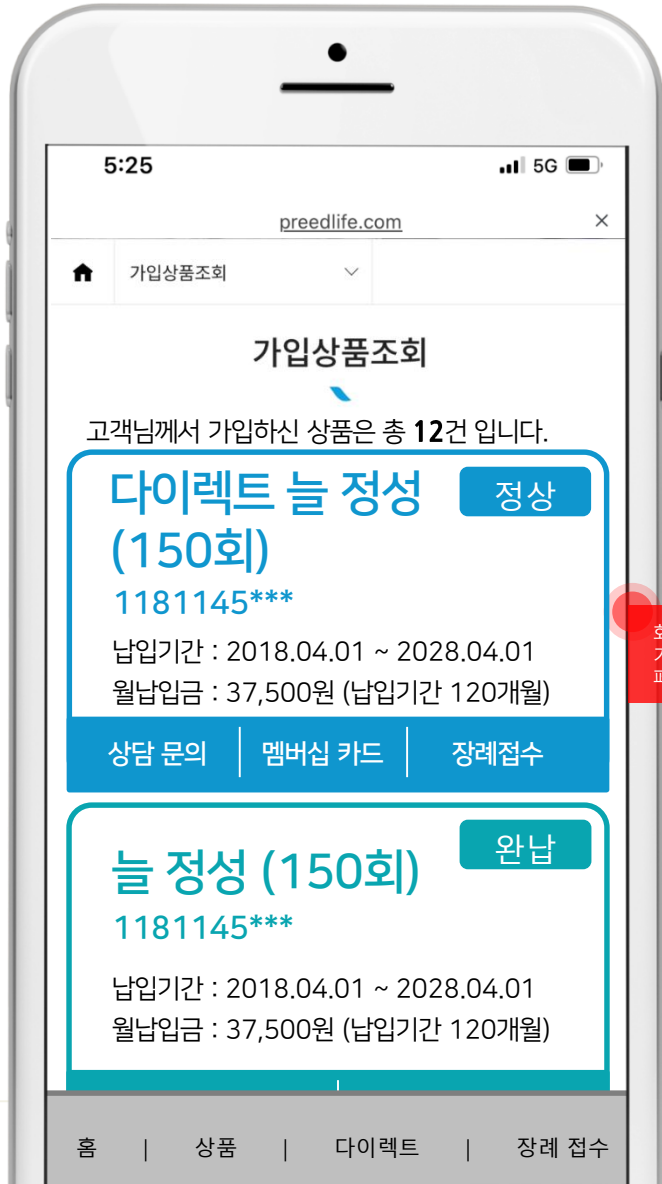 5:25
5G
preedlife.com ×
가입상품조회
가입상품조회
고객님께서 가입하신 상품은 총 12건 입니다.
다이렉트 늘 정성 정상
(150회)
1181145***
납입기간 : 2018.04.01 ~ 2028.04.01
월납입금 : 37,500원 (납입기간 120개월)
상담 문의 멤버십 카드 장례접수
완납
늘 정성 (150회)
1181145***
납입기간 : 2018.04.01 ~ 2028.04.01
월납입금 : 37,500원 (납입기간 120개월)
홈 | 상품 | 다이렉트 | 장례 접수